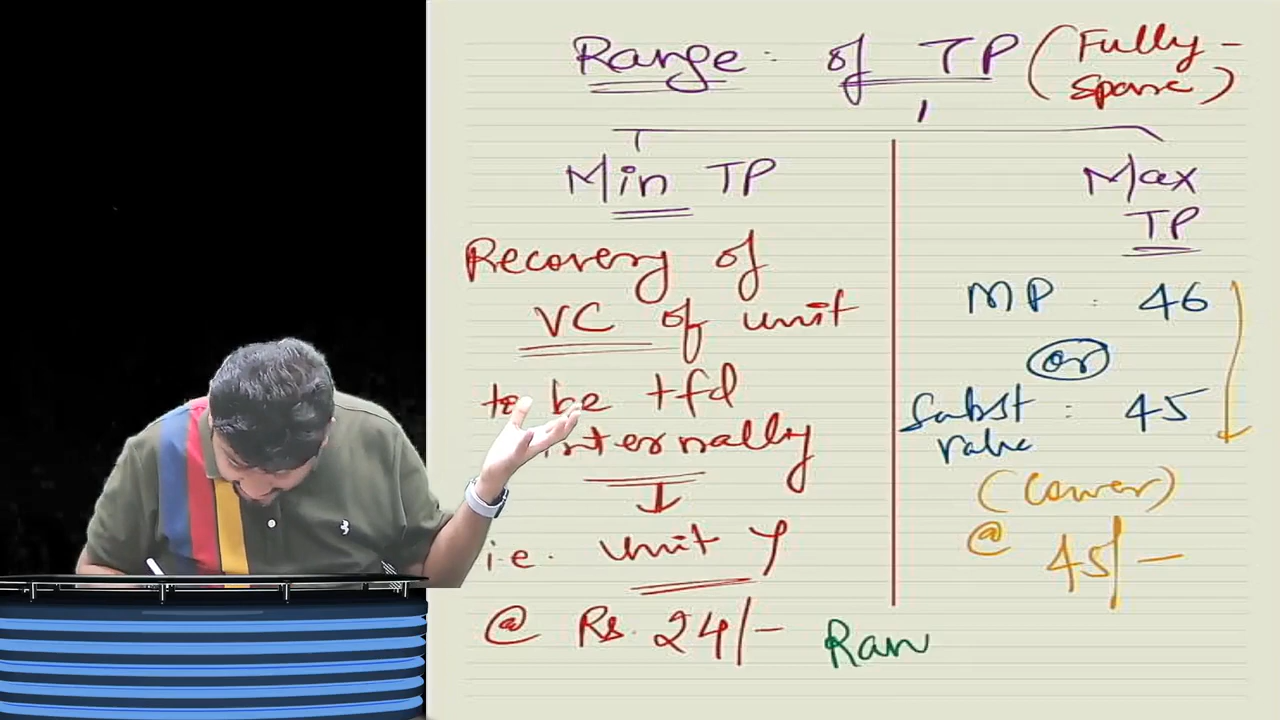 Range: of TP (Fully-
Spare)
Min TP
Recovery of
VC of unit
to be tfd
internally
i.e. unit Y
@ Rs. 24/-
Max
TP
MP : 46
or
Subst : 45
value
(Lower)
@ 45/-
Ran